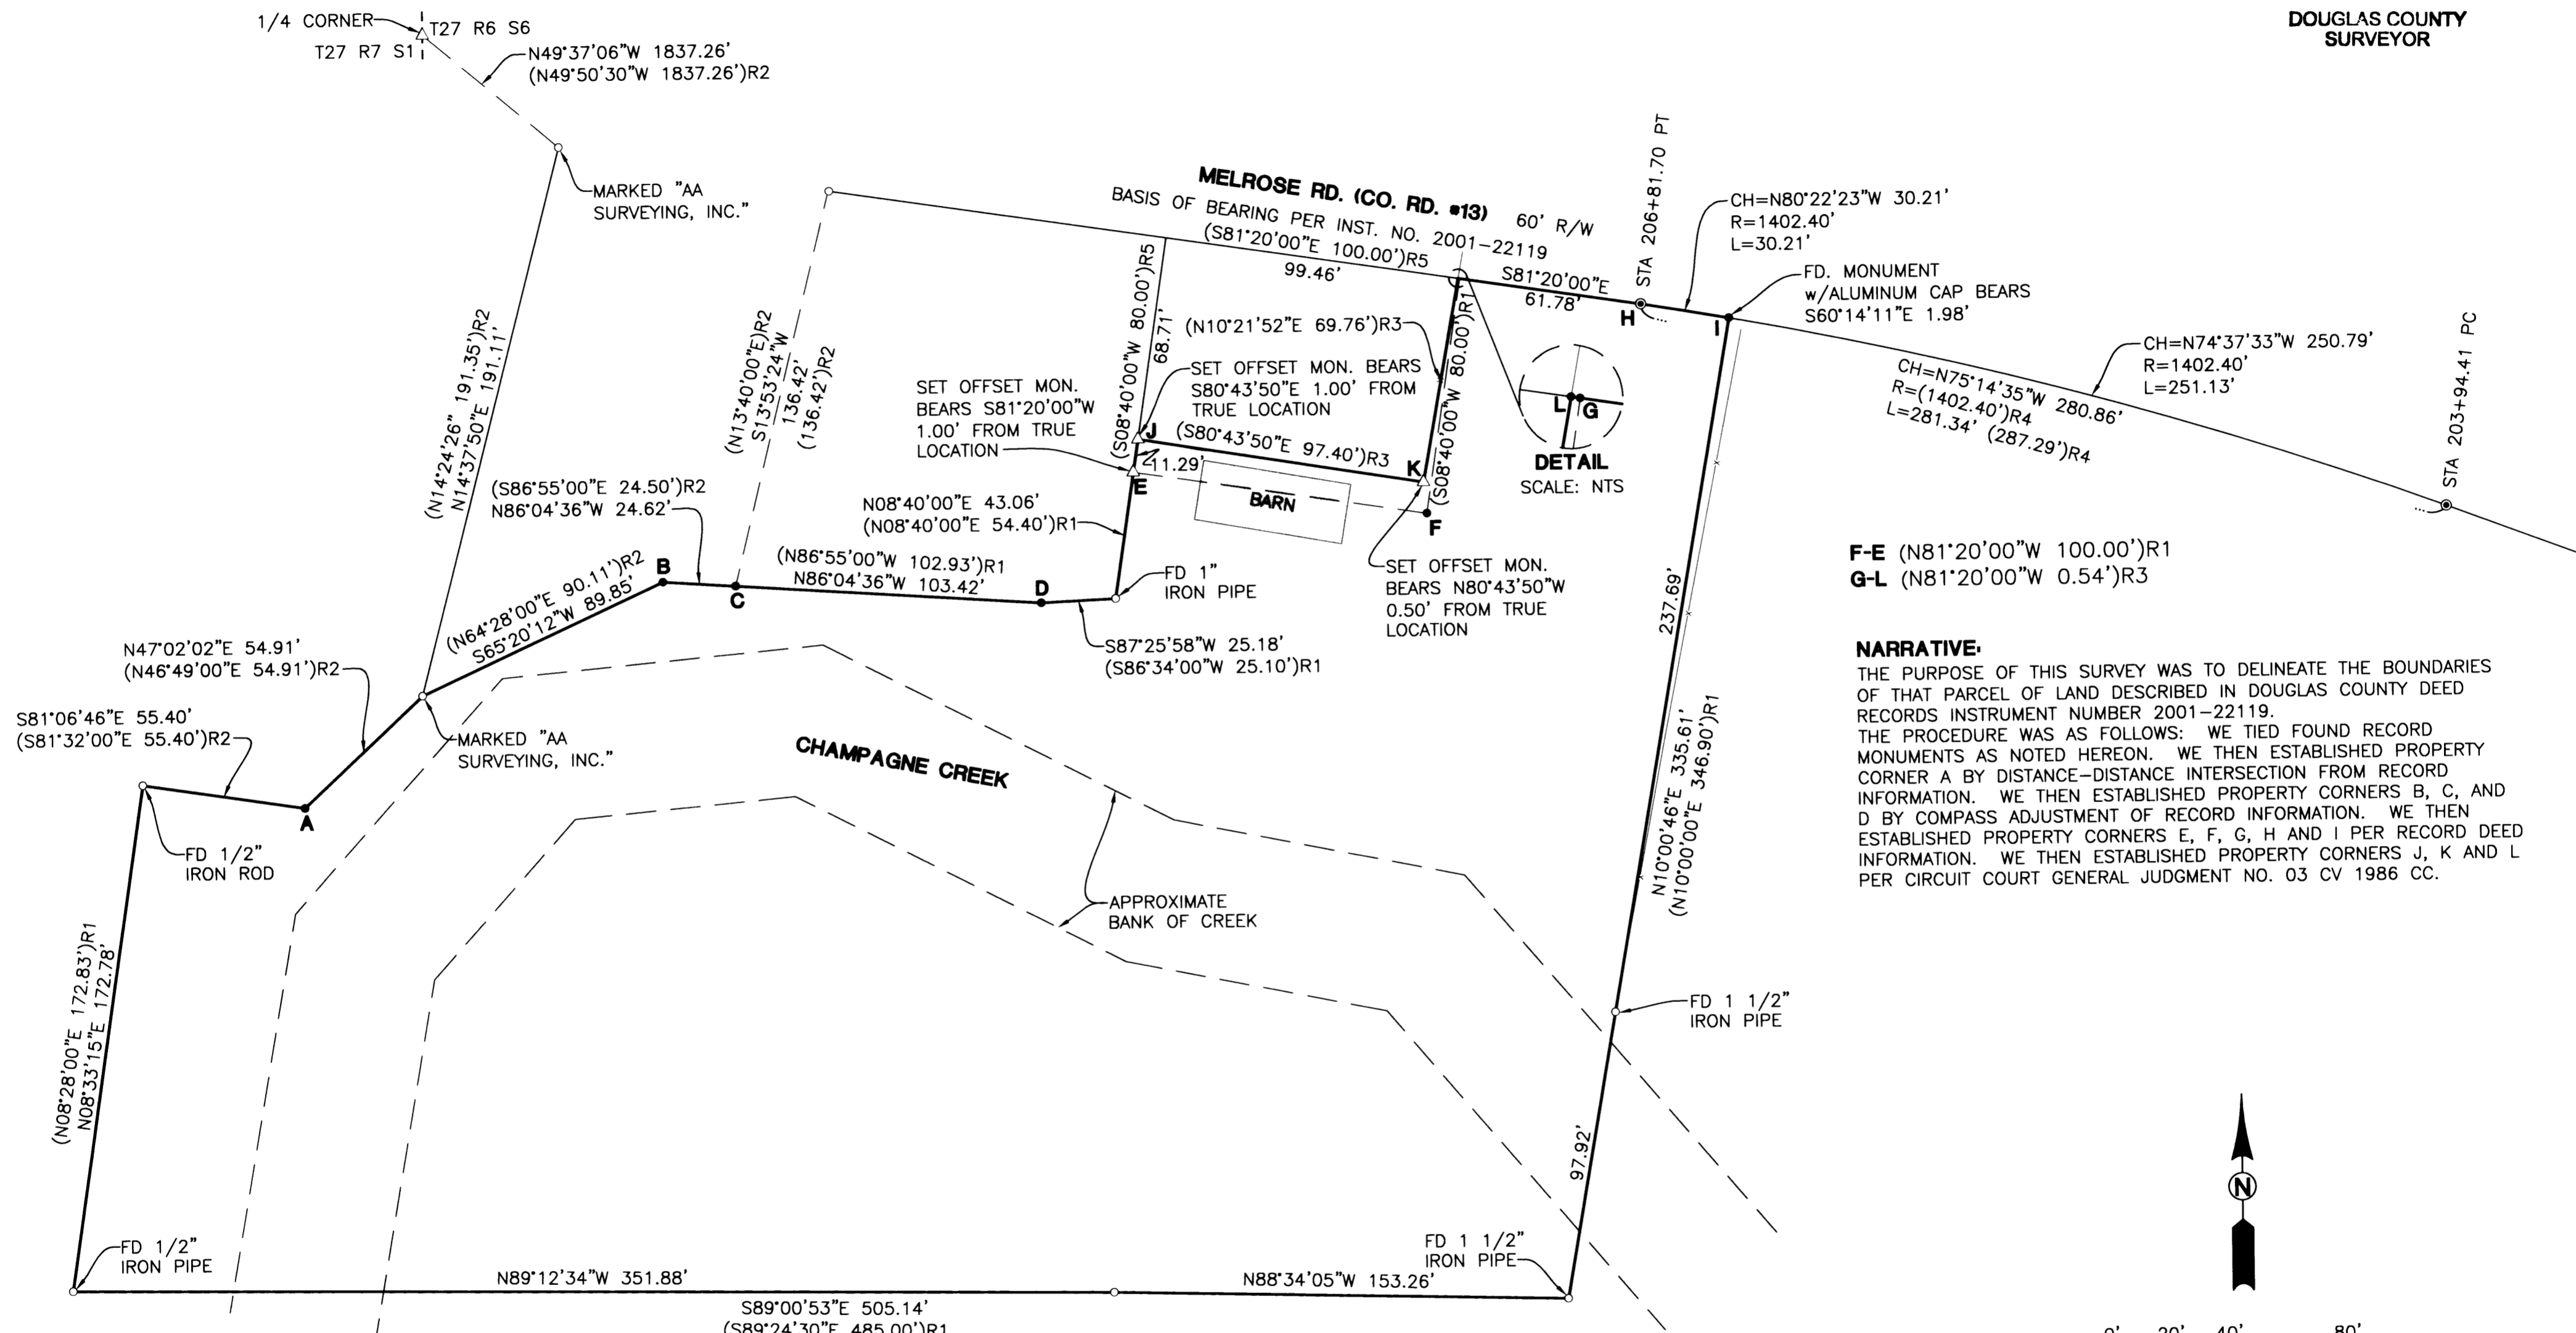 DOUGLAS COUNTY
SURVEYOR
1/4 CORNER
T27 R6 S6
T27 R7 S1
N49°37'06"W 1837.26'
(N49°50'30"W 1837.26')R2
MARKED "AA
SURVEYING, INC."
MELROSE RD. (CO. RD. #13) 60' R/W
BASIS OF BEARING PER INST. NO. 2001-22119
(S81°20'00"E 100.00')R5
99.46'
S81°20'00"E
61.78'
STA 206+81.70 PT
CH=N80°22'23"W 30.21'
R=1402.40'
L=30.21'
FD. MONUMENT
w/ALUMINUM CAP BEARS
S60°14'11"E 1.98'
H
I
CH=N74°37'33"W 250.79'
R=1402.40'
L=251.13'
CH=N75°14'35"W 280.86'
R=(1402.40')R4
L=281.34' (287.29')R4
STA 203+94.41 PC
(N14°24'26" 191.35')R2
N14°37'50"E 191.11'
(N13°40'00"E)R2
S13°53'24"W
136.42'
(136.42')R2
(S08°40'00"W 80.00')R5
68.71'
(N10°21'52"E 69.76')R3
(S08°40'00"W 80.00')R1
SET OFFSET MON. BEARS
S80°43'50"E 1.00' FROM
TRUE LOCATION
SET OFFSET MON.
BEARS S81°20'00"W
1.00' FROM TRUE
LOCATION
J
(S80°43'50"E 97.40')R3
K
11.29'
E
BARN
F
L
G
DETAIL
SCALE: NTS
(S86°55'00"E 24.50')R2
N86°04'36"W 24.62'
N08°40'00"E 43.06'
(N08°40'00"E 54.40')R1
F-E (N81°20'00"W 100.00')R1
G-L (N81°20'00"W 0.54')R3
B
C
(N86°55'00"W 102.93')R1
N86°04'36"W 103.42'
D
FD 1"
IRON PIPE
SET OFFSET MON.
BEARS N80°43'50"W
0.50' FROM TRUE
LOCATION
(N64°28'00"E 90.11')R2
S65°20'12"W 89.85'
S87°25'58"W 25.18'
(S86°34'00"W 25.10')R1
237.69'
N47°02'02"E 54.91'
(N46°49'00"E 54.91')R2
S81°06'46"E 55.40'
(S81°32'00"E 55.40')R2
MARKED "AA
SURVEYING, INC."
CHAMPAGNE CREEK
A
FD 1/2"
IRON ROD
NARRATIVE:
THE PURPOSE OF THIS SURVEY WAS TO DELINEATE THE BOUNDARIES
OF THAT PARCEL OF LAND DESCRIBED IN DOUGLAS COUNTY DEED
RECORDS INSTRUMENT NUMBER 2001-22119.
THE PROCEDURE WAS AS FOLLOWS: WE TIED FOUND RECORD
MONUMENTS AS NOTED HEREON. WE THEN ESTABLISHED PROPERTY
CORNER A BY DISTANCE-DISTANCE INTERSECTION FROM RECORD
INFORMATION. WE THEN ESTABLISHED PROPERTY CORNERS B, C, AND
D BY COMPASS ADJUSTMENT OF RECORD INFORMATION. WE THEN
ESTABLISHED PROPERTY CORNERS E, F, G, H AND I PER RECORD DEED
INFORMATION. WE THEN ESTABLISHED PROPERTY CORNERS J, K AND L
PER CIRCUIT COURT GENERAL JUDGMENT NO. 03 CV 1986 CC.
N10°00'46"E 335.61'
(N10°00'00"E 346.90')R1
APPROXIMATE
BANK OF CREEK
(N08°28'00"E 172.83')R1
N08°33'15"E 172.78'
FD 1 1/2"
IRON PIPE
97.92'
N
FD 1/2"
IRON PIPE
FD 1 1/2"
IRON PIPE
N89°12'34"W 351.88'
N88°34'05"W 153.26'
S89°00'53"E 505.14'
(S89°24'30"E 485.00')R1
0' 20' 40' 80'